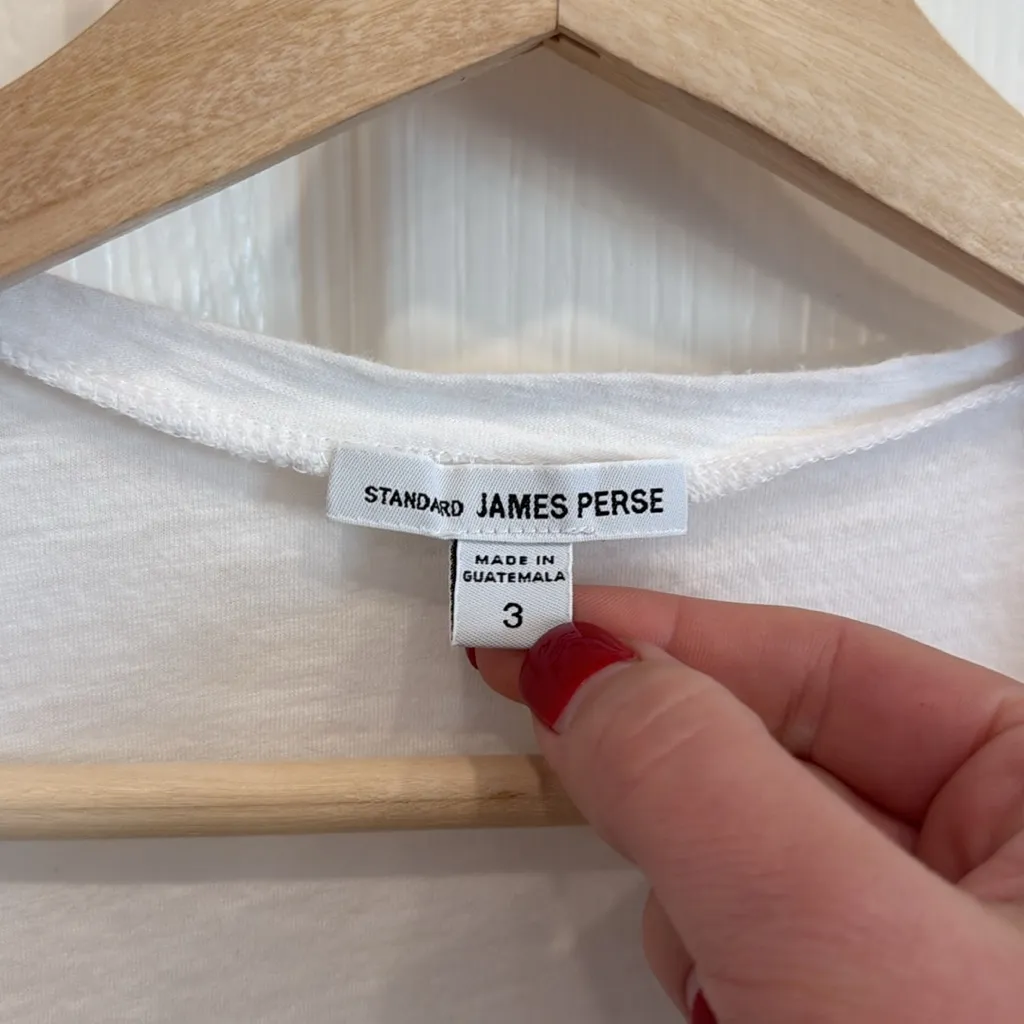 STANDARD JAMES PERSE
MADE IN
GUATEMALA
3